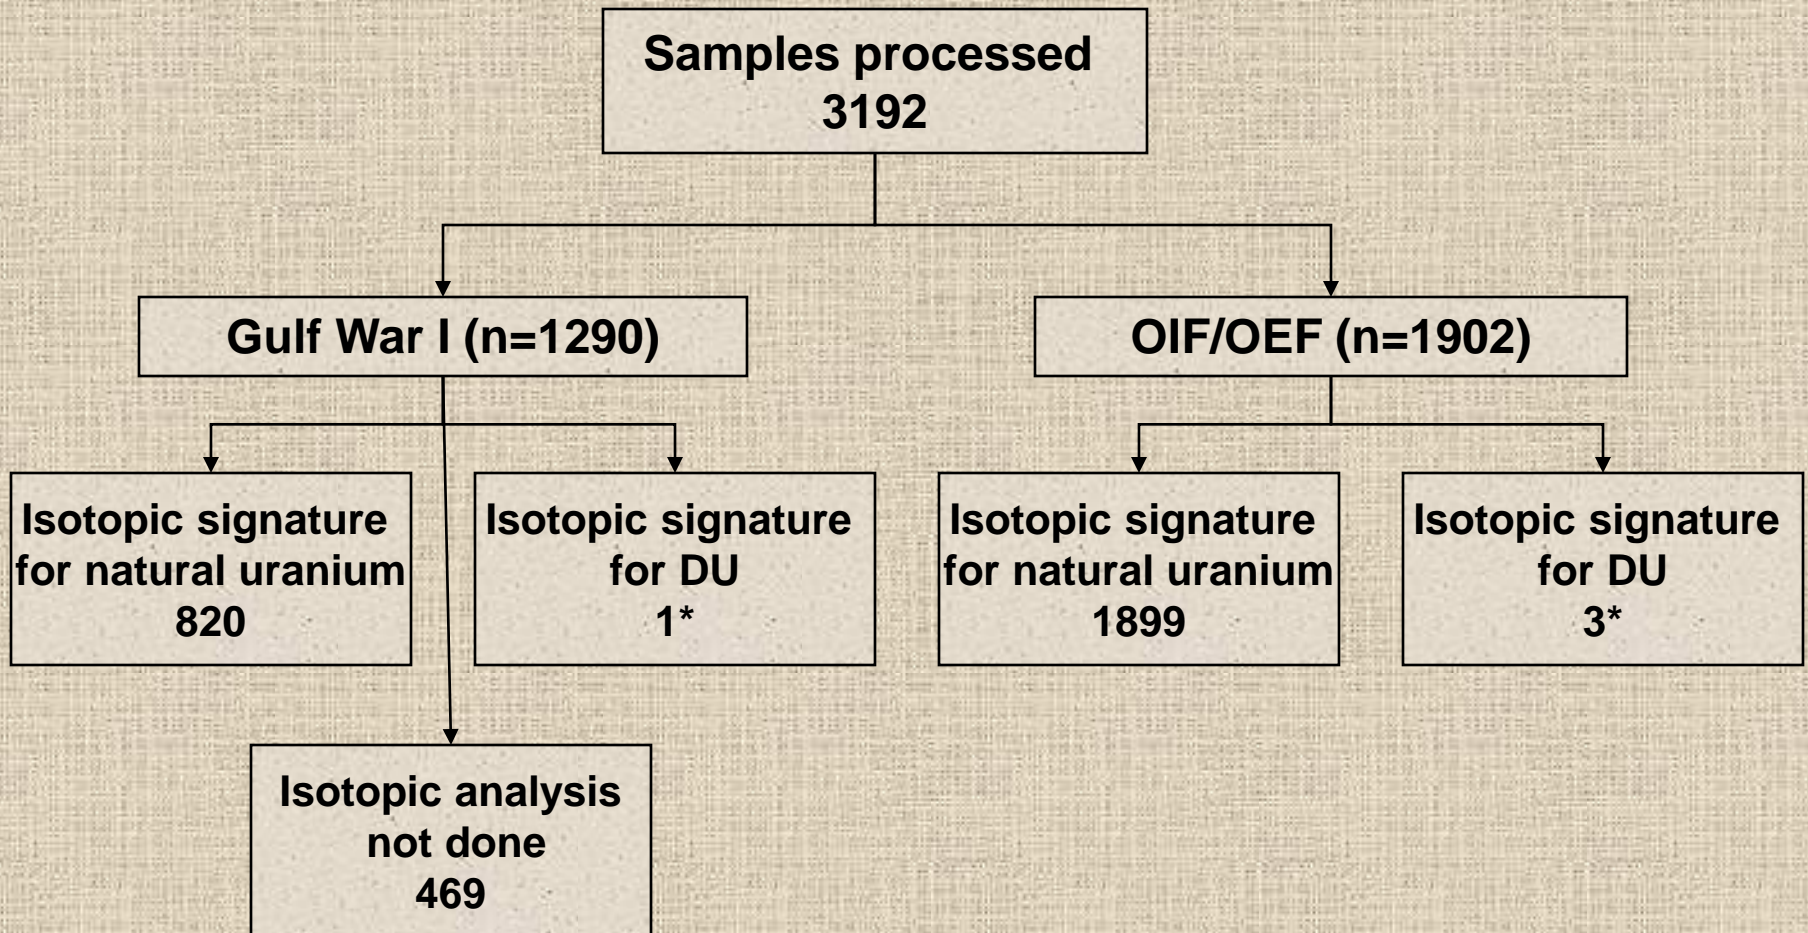 Samples processed
3192
Gulf War I (n=1290)
OIF/OEF (n=1902)
Isotopic signature
for natural uranium
820
Isotopic signature
for DU
1*
Isotopic signature
for natural uranium
1899
Isotopic signature
for DU
3*
Isotopic analysis
not done
469